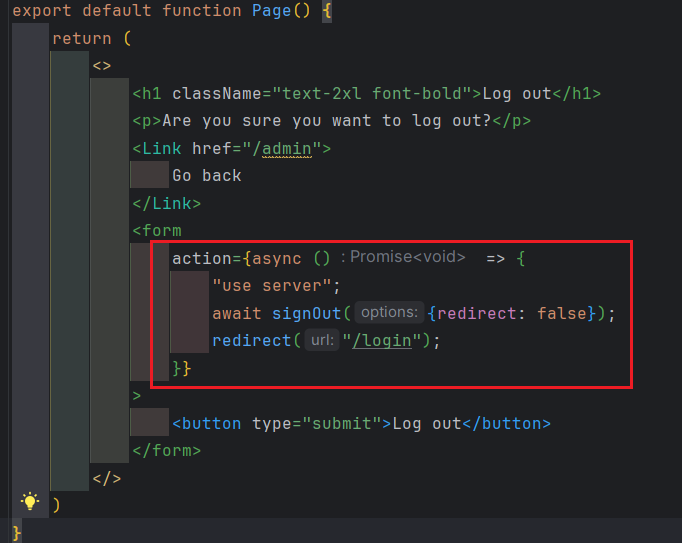 export default function Page() {
return (
<>
<h1 className="text-2xl font-bold">Log out</h1>
<p>Are you sure you want to log out?</p>
<Link href="/admin">
Go back
</Link>
<form
action={async () : Promise<void> => {
"use server";
await signOut( options: {redirect: false});
redirect( url: "/login");
}}
>
<button type="submit">Log out</button>
</form>
</>
)
}